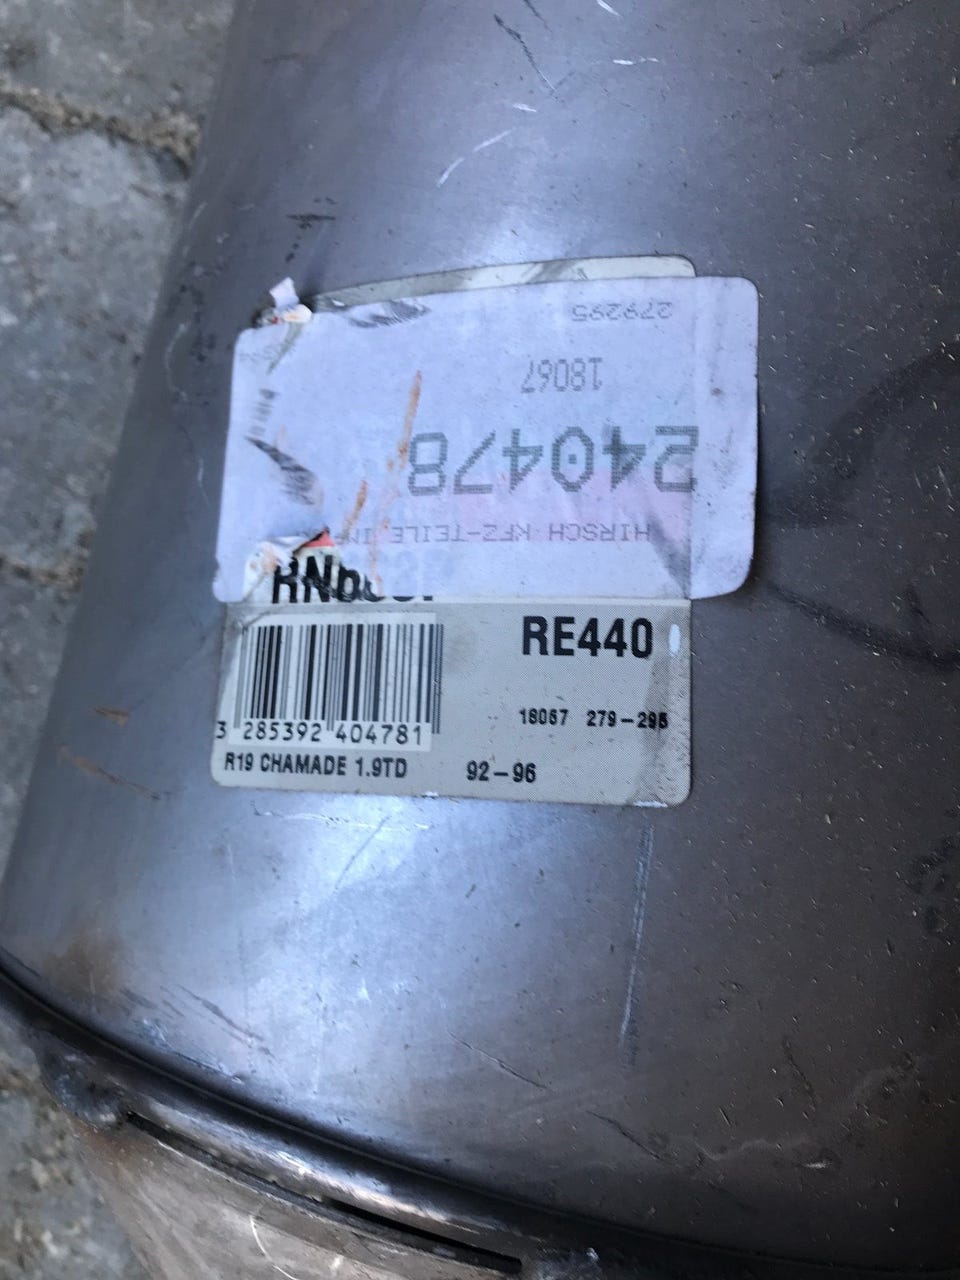 279295
18067
240478
HIRSCH KFZ-TEILE
RE440
18067 279-295
3 285392 404781
R19 CHAMADE 1.9TD 92-96